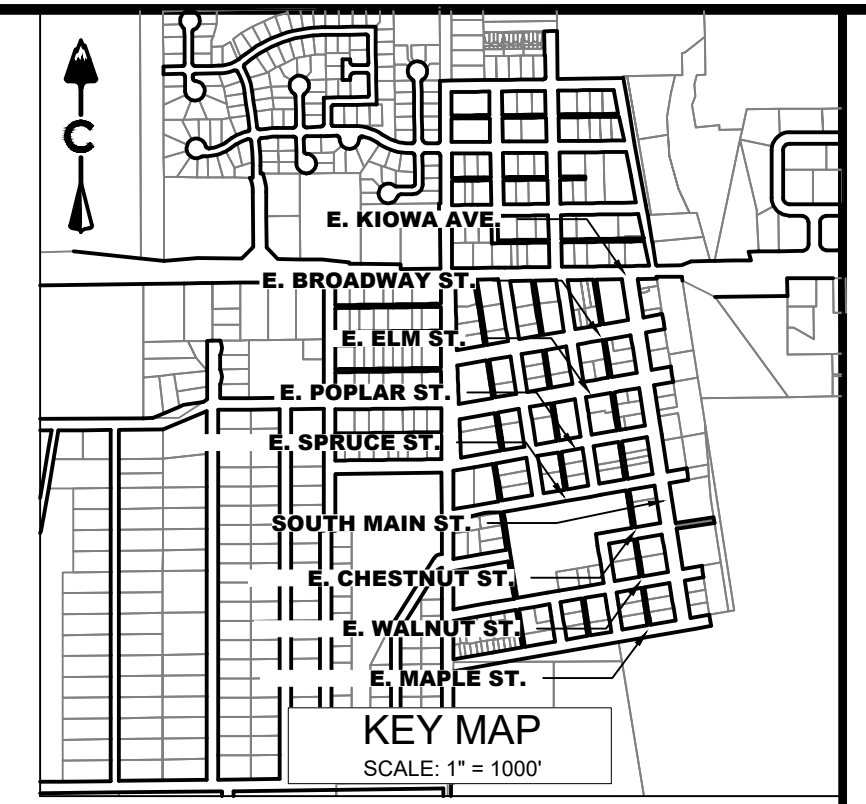 C
E. KIOWA AVE.
E. BROADWAY ST.
E. ELM ST.
E. POPLAR ST.
E. SPRUCE ST.
SOUTH MAIN ST.
E. CHESTNUT ST.
E. WALNUT ST.
E. MAPLE ST.
KEY MAP
SCALE: 1" = 1000'